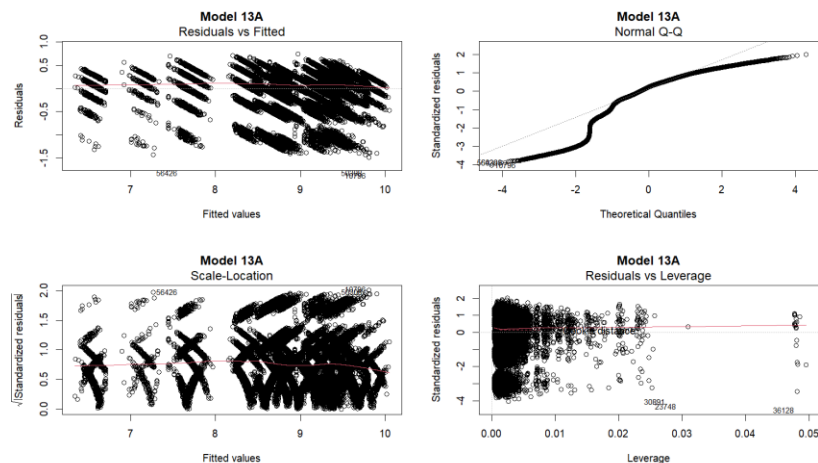 Model 13A
Residuals vs Fitted
Residuals
1.0
0.5
-0.5
-1.5
56426
7
8
9
10
Fitted values
Model 13A
Normal Q-Q
Standardized residuals
2
1
0
-1
-2
-3
-4
-4
-2
0
2
4
Theoretical Quantiles
Model 13A
Scale-Location
√|Standardized residuals|
2.0
1.5
1.0
0.5
0.0
56426
7
8
9
10
Fitted values
Model 13A
Residuals vs Leverage
Standardized residuals
2
0
-2
-4
distance
30891
23748
36128
0.00
0.01
0.02
0.03
0.04
0.05
Leverage